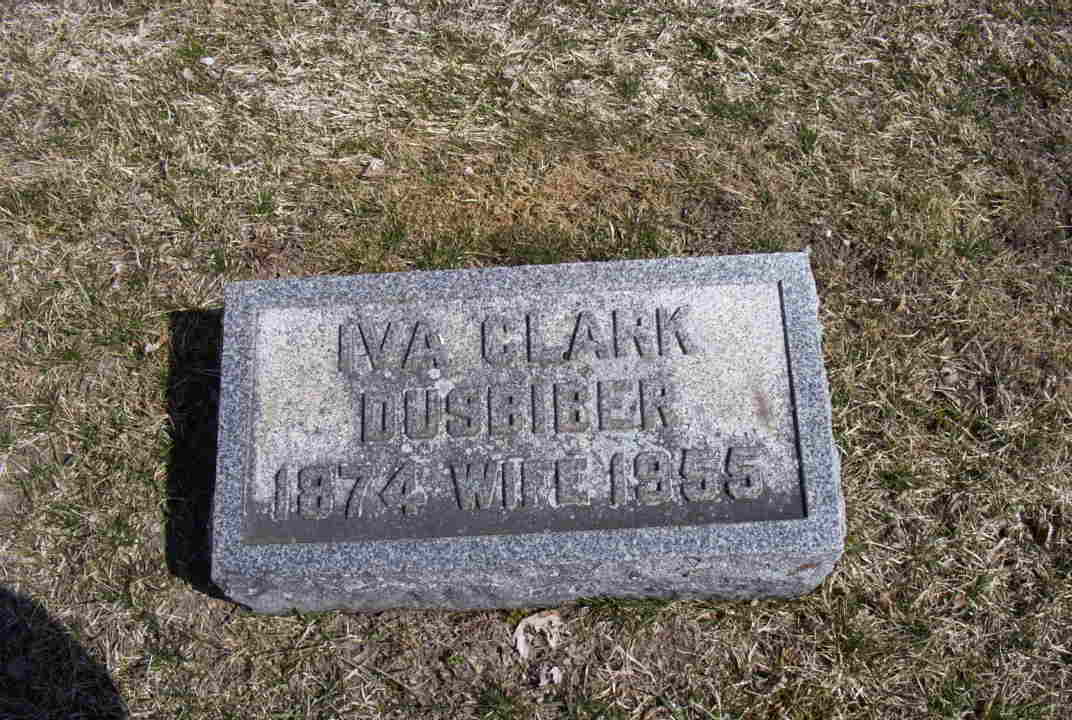 IVA CLARK
DUSBIBER
1874 WIFE 1955